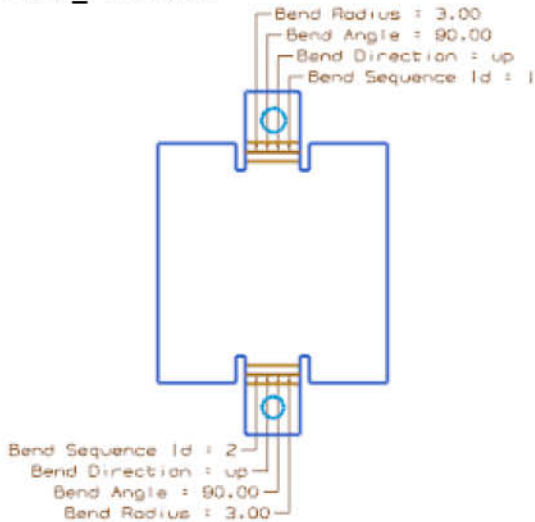 Bend Radius : 3.00
Bend Angle : 90.00
Bend Direction : up
Bend Sequence Id : 1
Bend Sequence Id : 2
Bend Direction : up
Bend Angle : 90.00
Bend Radius : 3.00